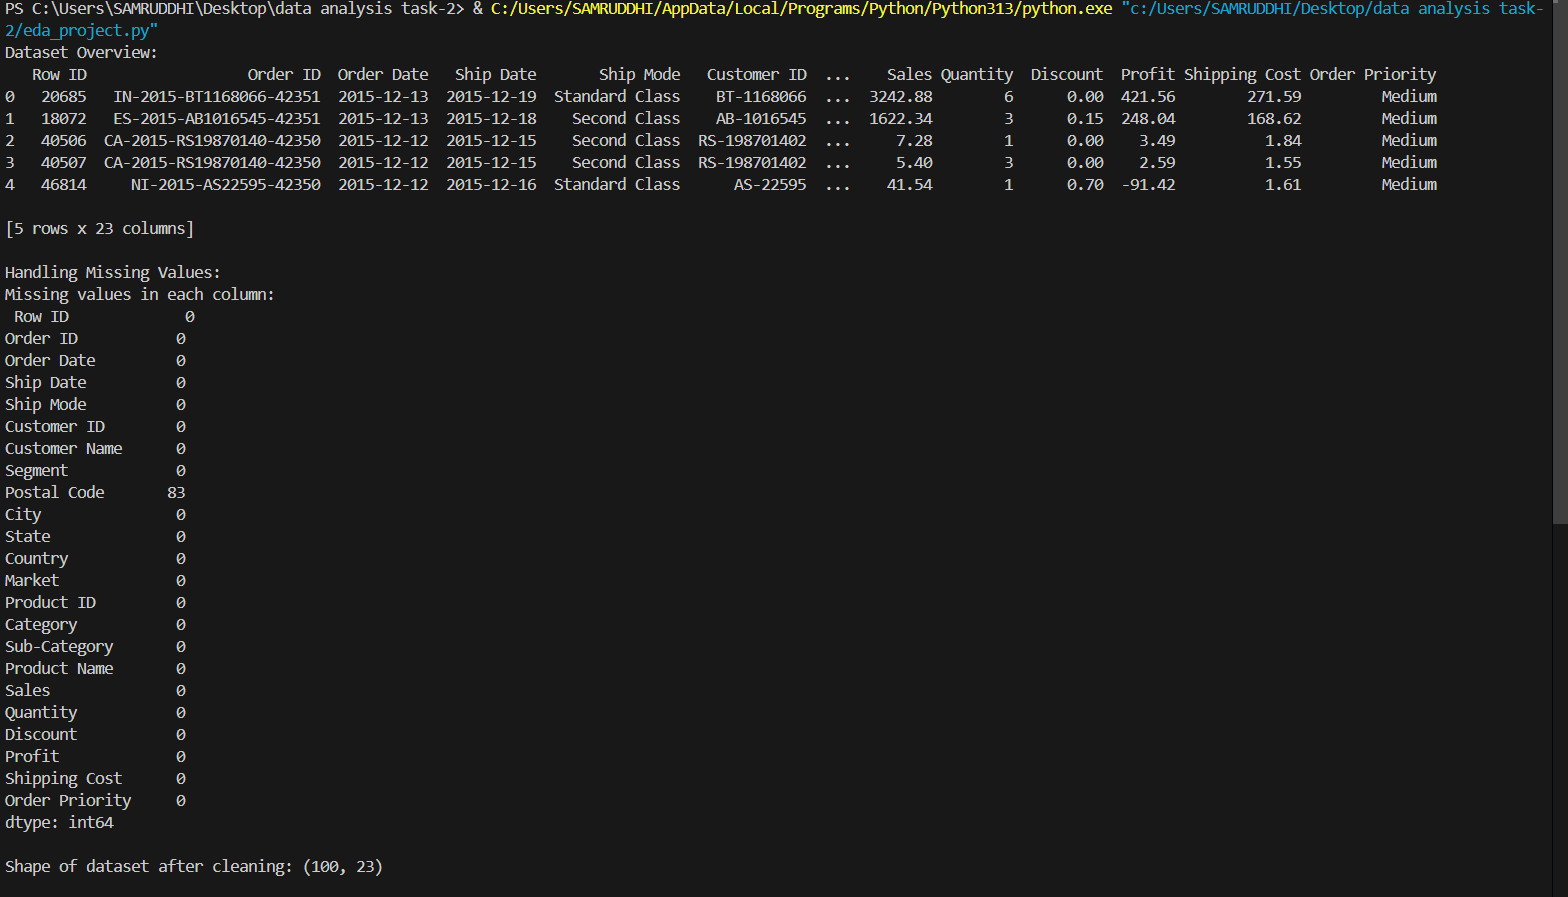 PS C:\Users\SAMRUDDHI\Desktop\data analysis task-2> & C:/Users/SAMRUDDHI/AppData/Local/Programs/Python/Python313/python.exe "c:/Users/SAMRUDDHI/Desktop/data analysis task-
2/eda_project.py"
Dataset Overview:
   Row ID                  Order ID  Order Date   Ship Date       Ship Mode   Customer ID  ...    Sales Quantity  Discount  Profit Shipping Cost Order Priority
0   20685   IN-2015-BT1168066-42351  2015-12-13  2015-12-19  Standard Class    BT-1168066  ...  3242.88        6      0.00  421.56        271.59         Medium
1   18072   ES-2015-AB1016545-42351  2015-12-13  2015-12-18    Second Class    AB-1016545  ...  1622.34        3      0.15  248.04        168.62         Medium
2   40506  CA-2015-RS19870140-42350  2015-12-12  2015-12-15    Second Class  RS-198701402  ...     7.28        1      0.00    3.49          1.84         Medium
3   40507  CA-2015-RS19870140-42350  2015-12-12  2015-12-15    Second Class  RS-198701402  ...     5.40        3      0.00    2.59          1.55         Medium
4   46814     NI-2015-AS22595-42350  2015-12-12  2015-12-16  Standard Class      AS-22595  ...    41.54        1      0.70  -91.42          1.61         Medium
[5 rows x 23 columns]
Handling Missing Values:
Missing values in each column:
 Row ID             0
Order ID           0
Order Date         0
Ship Date          0
Ship Mode          0
Customer ID        0
Customer Name      0
Segment            0
Postal Code       83
City               0
State              0
Country            0
Market             0
Product ID         0
Category           0
Sub-Category       0
Product Name       0
Sales              0
Quantity           0
Discount           0
Profit             0
Shipping Cost      0
Order Priority     0
dtype: int64
Shape of dataset after cleaning: (100, 23)